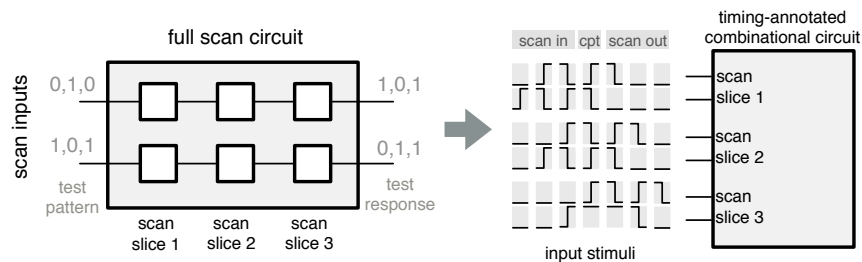 full scan circuit
scan inputs
0,1,0
1,0,1
1,0,1
0,1,1
test
pattern
test
response
scan
slice 1
scan
slice 2
scan
slice 3
scan in
cpt
scan out
input stimuli
timing-annotated
combinational circuit
scan
slice 1
scan
slice 2
scan
slice 3